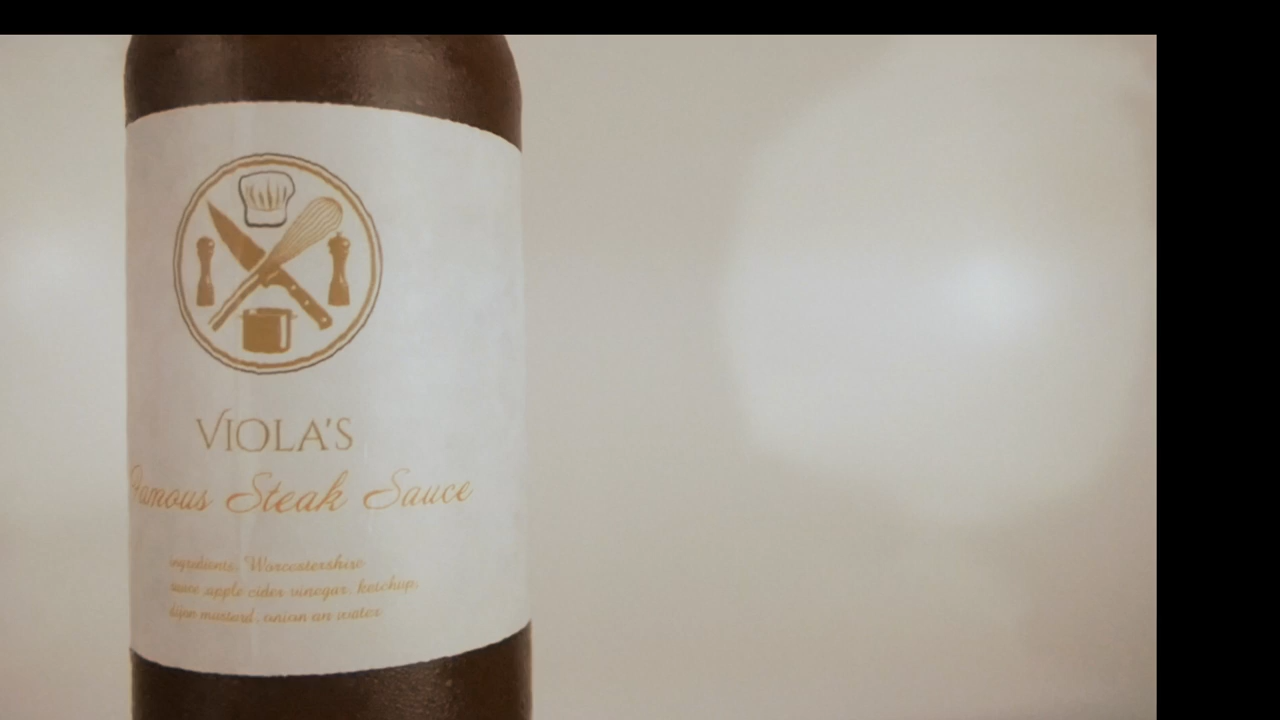 VIOLA'S
Famous Steak Sauce
ingredients: Worcestershire
sauce apple cider vinegar, ketchup,
dijon mustard, onion an water